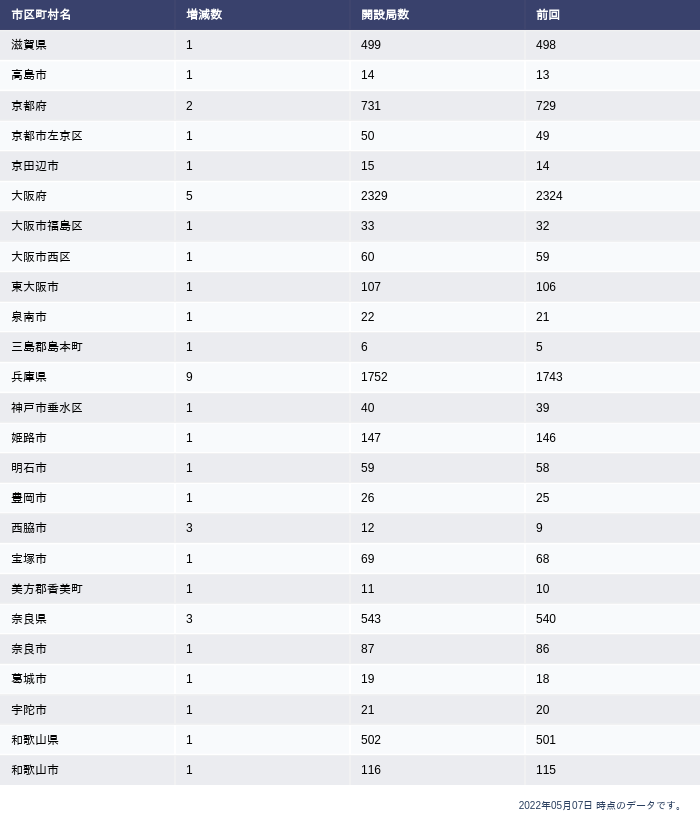 市区町村名 増減数 開設局数 前回
滋賀県 1 499 498
高島市 1 14 13
京都府 2 731 729
京都市左京区 1 50 49
京田辺市 1 15 14
大阪府 5 2329 2324
大阪市福島区 1 33 32
大阪市西区 1 60 59
東大阪市 1 107 106
泉南市 1 22 21
三島郡島本町 1 6 5
兵庫県 9 1752 1743
神戸市垂水区 1 40 39
姫路市 1 147 146
明石市 1 59 58
豊岡市 1 26 25
西脇市 3 12 9
宝塚市 1 69 68
美方郡香美町 1 11 10
奈良県 3 543 540
奈良市 1 87 86
葛城市 1 19 18
宇陀市 1 21 20
和歌山県 1 502 501
和歌山市 1 116 115
2022年05月07日 時点のデータです。